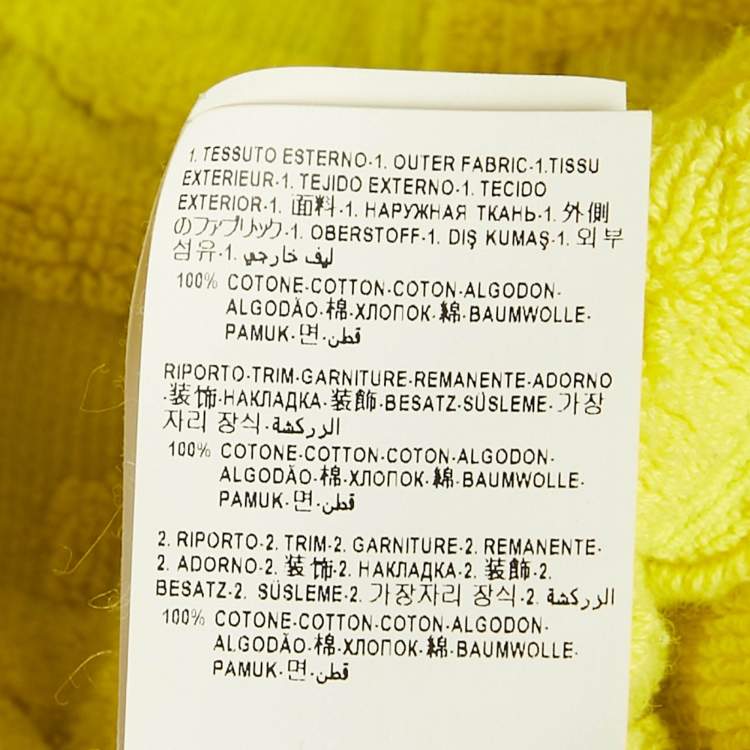 1. TESSUTO ESTERNO-1. OUTER FABRIC-1.TISSU
EXTERIEUR-1. TEJIDO EXTERNO-1. TECIDO
EXTERIOR-1. 面料-1. НАРУЖНАЯ ТКАНЬ-1. 外側
のファブリック-1. OBERSTOFF-1. DIŞ KUMAŞ-1. 외부
섬유-1. ليف خارجي
100% COTONE-COTTON-COTON-ALGODON-
ALGODÃO-棉-ХЛОПОК-綿-BAUMWOLLE-
PAMUK-면-قطن
RIPORTO-TRIM-GARNITURE-REMANENTE-ADORNO
-装饰-НАКЛАДКА-装飾-BESATZ-SÜSLEME-가장
자리 장식-الزركشة
100% COTONE-COTTON-COTON-ALGODON-
ALGODÃO-棉-ХЛОПОК-綿-BAUMWOLLE-
PAMUK-면-قطن
2. RIPORTO-2. TRIM-2. GARNITURE-2. REMANENTE-
2. ADORNO-2. 装饰-2. НАКЛАДКА-2. 装飾-2.
BESATZ-2. SÜSLEME-2. 가장자리 장식-2. الزركشة
100% COTONE-COTTON-COTON-ALGODON-
ALGODÃO-棉-ХЛОПОК-綿-BAUMWOLLE-
PAMUK-면-قطن